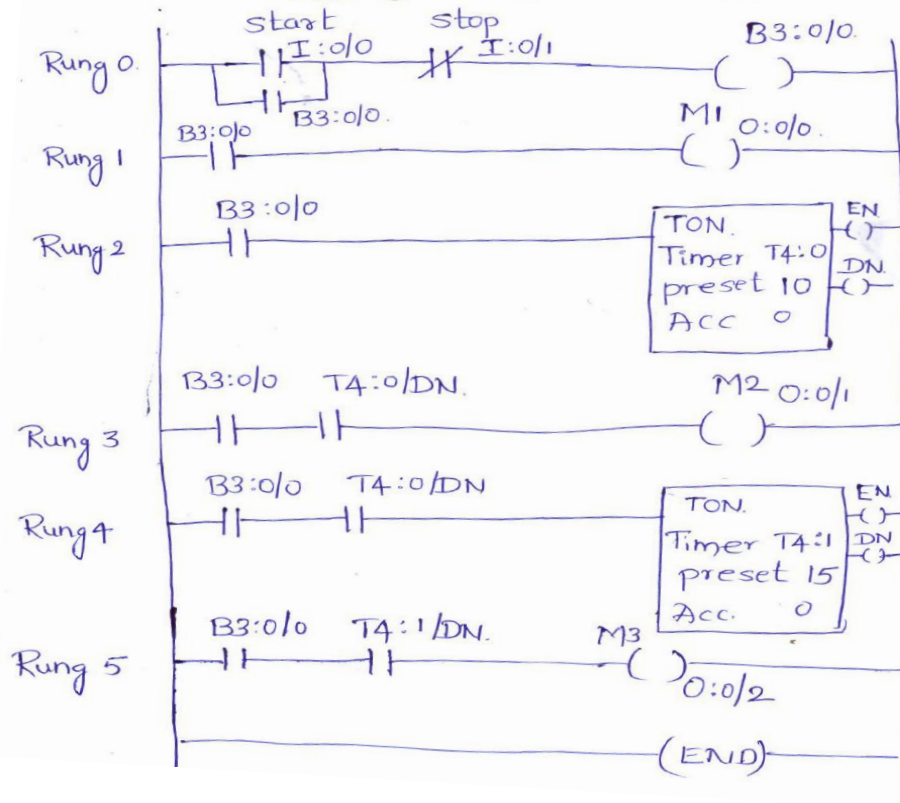 start stop
Rung 0. I:0/0 I:0/1 B3:0/0.
B3:0/0.
Rung 1 B3:0/0 M1 0:0/0.
Rung 2 B3:0/0 TON. EN
Timer T4:0 DN.
preset 10
Acc 0
Rung 3 B3:0/0 T4:0/DN. M2 O:0/1
Rung 4 B3:0/0 T4:0/DN TON. EN
Timer T4:1 DN
preset 15
Acc. 0
Rung 5 B3:0/0 T4:1/DN. M3
O:0/2
(END)